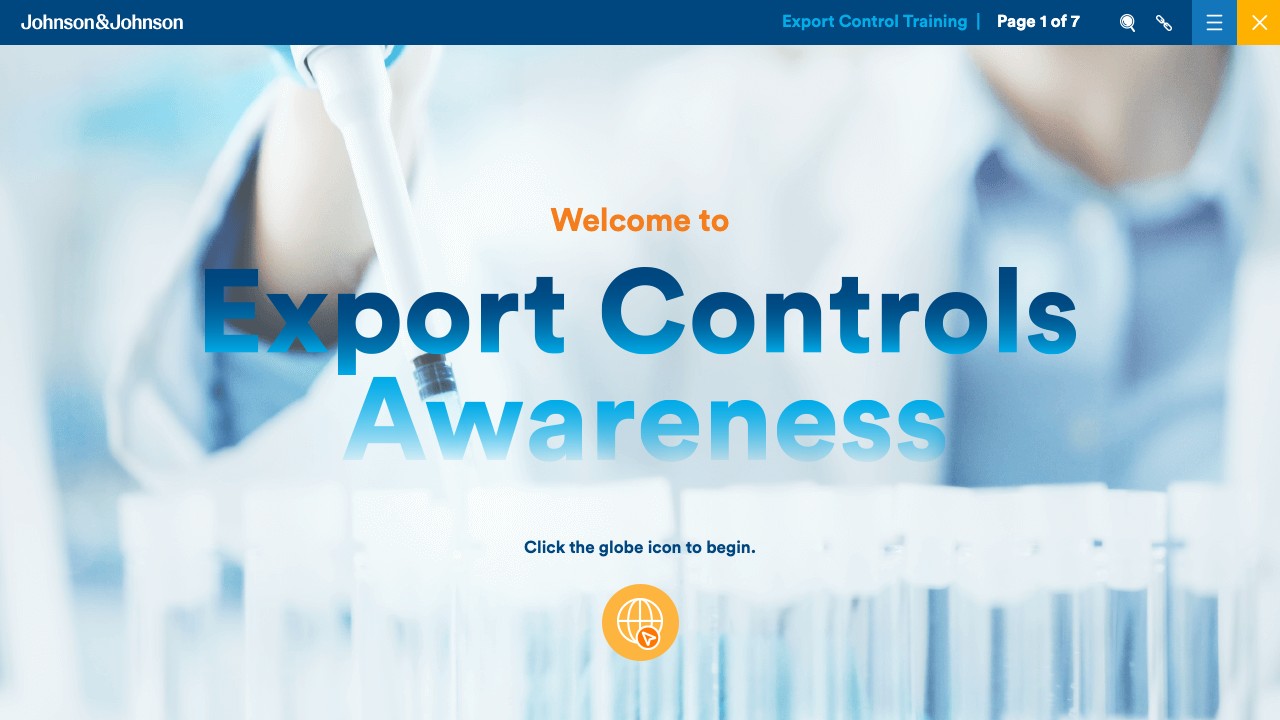 Johnson&Johnson
Export Control Training | Page 1 of 7
Welcome to
Export Controls
Awareness
Click the globe icon to begin.